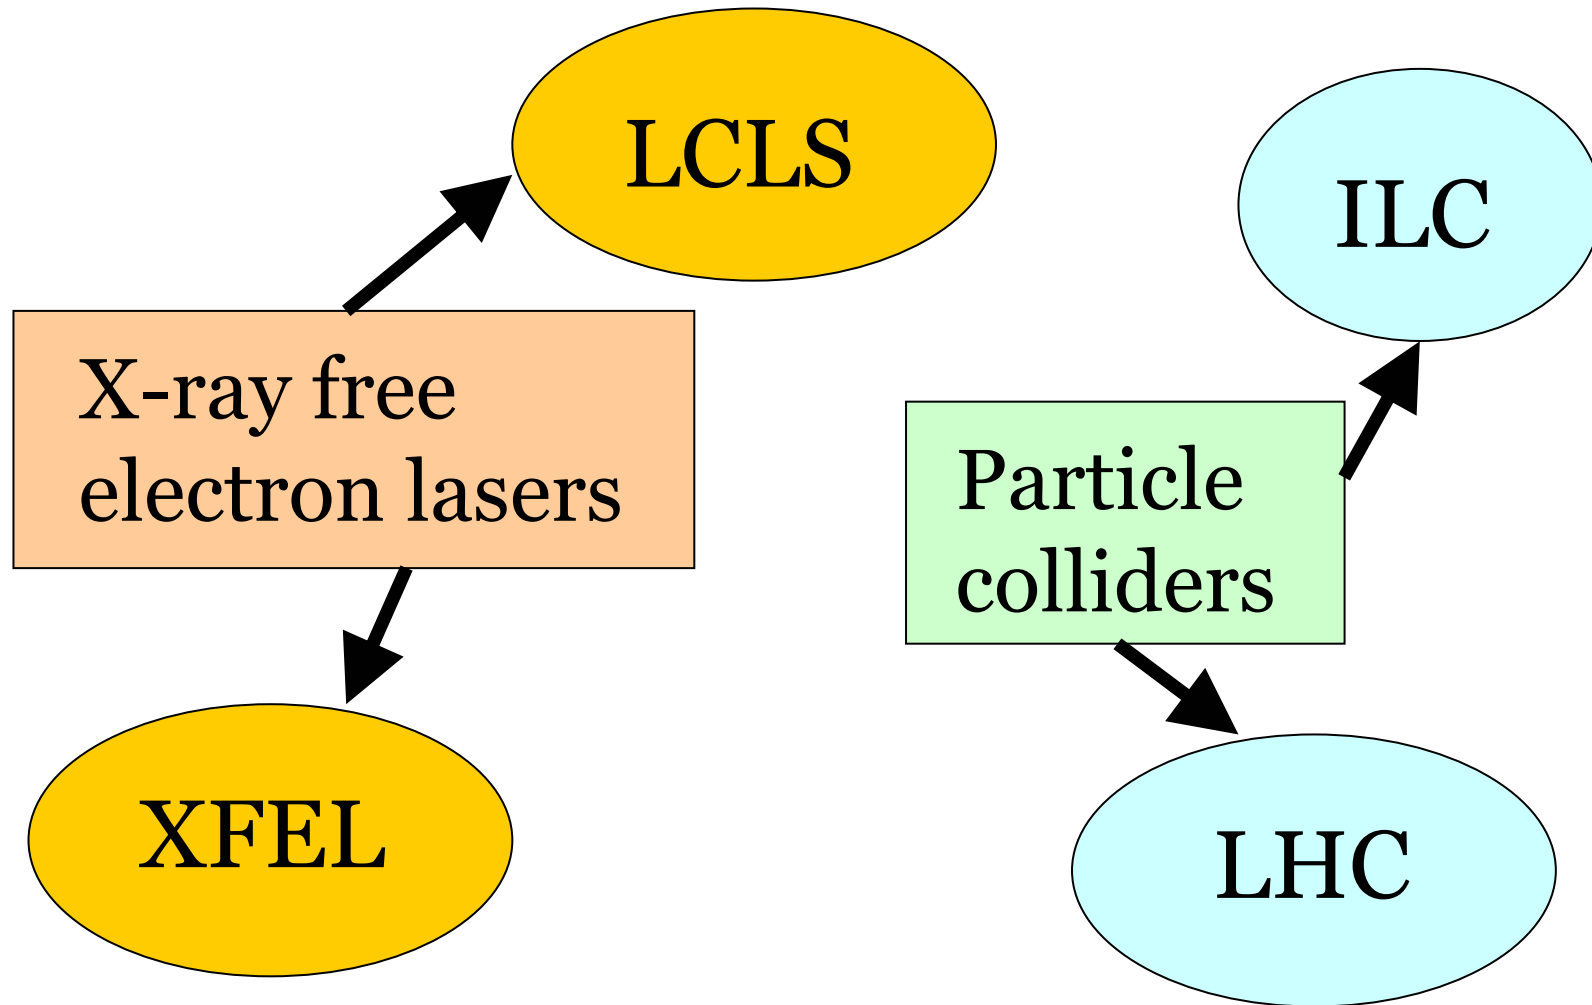 LCLS
ILC
X-ray free
electron lasers
Particle
colliders
XFEL
LHC